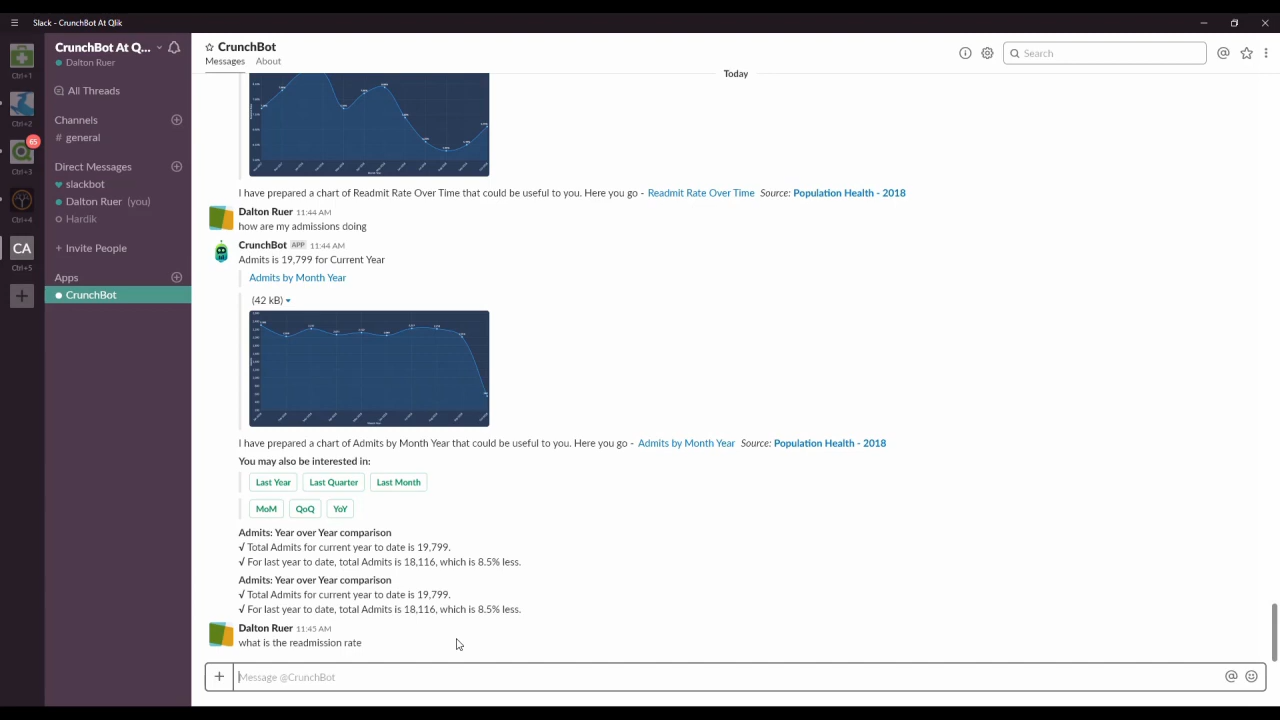 Slack - CrunchBot At Qlik
CrunchBot At Q...
Dalton Ruer
All Threads
Channels
# general
Direct Messages
slackbot
Dalton Ruer (you)
Hardik
+ Invite People
Apps
CrunchBot
Ctrl+1
Ctrl+2
65
Ctrl+3
Ctrl+4
CA
Ctrl+5
CrunchBot
Messages About
Search
Today
I have prepared a chart of Readmit Rate Over Time that could be useful to you. Here you go - Readmit Rate Over Time Source: Population Health - 2018
Dalton Ruer 11:44 AM
how are my admissions doing
CrunchBot APP 11:44 AM
Admits is 19,799 for Current Year
Admits by Month Year
(42 kB)
I have prepared a chart of Admits by Month Year that could be useful to you. Here you go - Admits by Month Year Source: Population Health - 2018
You may also be interested in:
Last Year Last Quarter Last Month
MoM QoQ YoY
Admits: Year over Year comparison
√ Total Admits for current year to date is 19,799.
√ For last year to date, total Admits is 18,116, which is 8.5% less.
Admits: Year over Year comparison
√ Total Admits for current year to date is 19,799.
√ For last year to date, total Admits is 18,116, which is 8.5% less.
Dalton Ruer 11:45 AM
what is the readmission rate
Message @CrunchBot